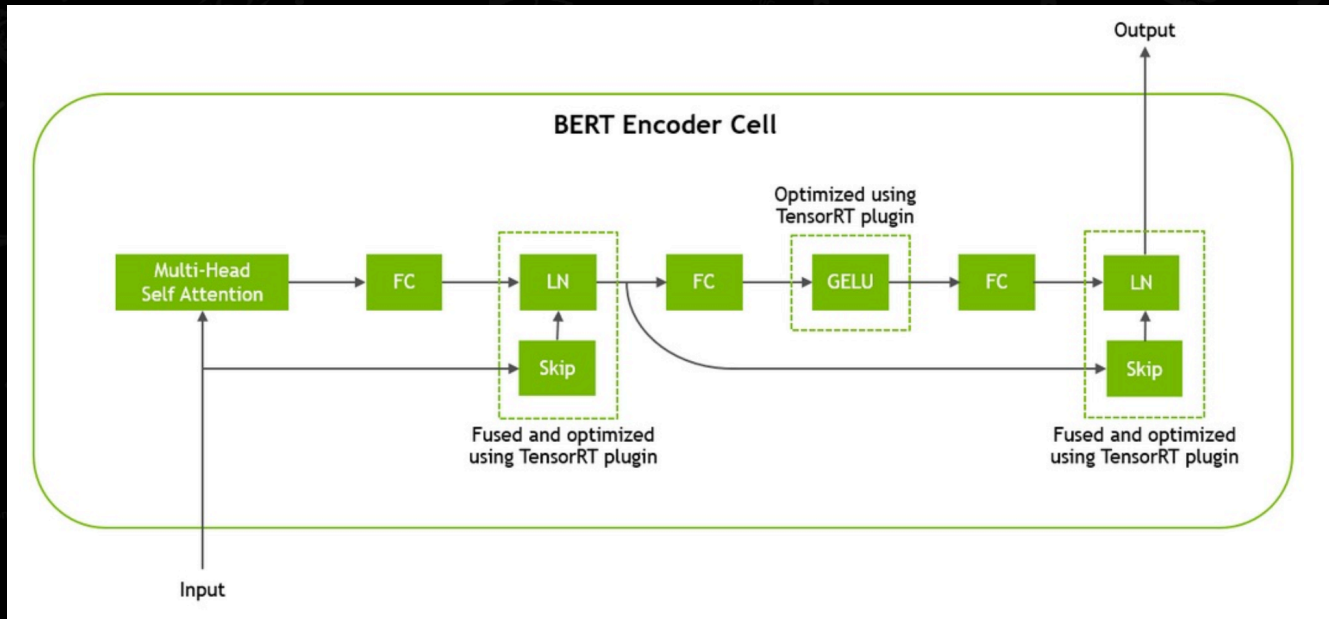 Output
BERT Encoder Cell
Optimized using
TensorRT plugin
Multi-Head
Self Attention
FC
LN
FC
GELU
FC
LN
Skip
Skip
Fused and optimized
using TensorRT plugin
Fused and optimized
using TensorRT plugin
Input